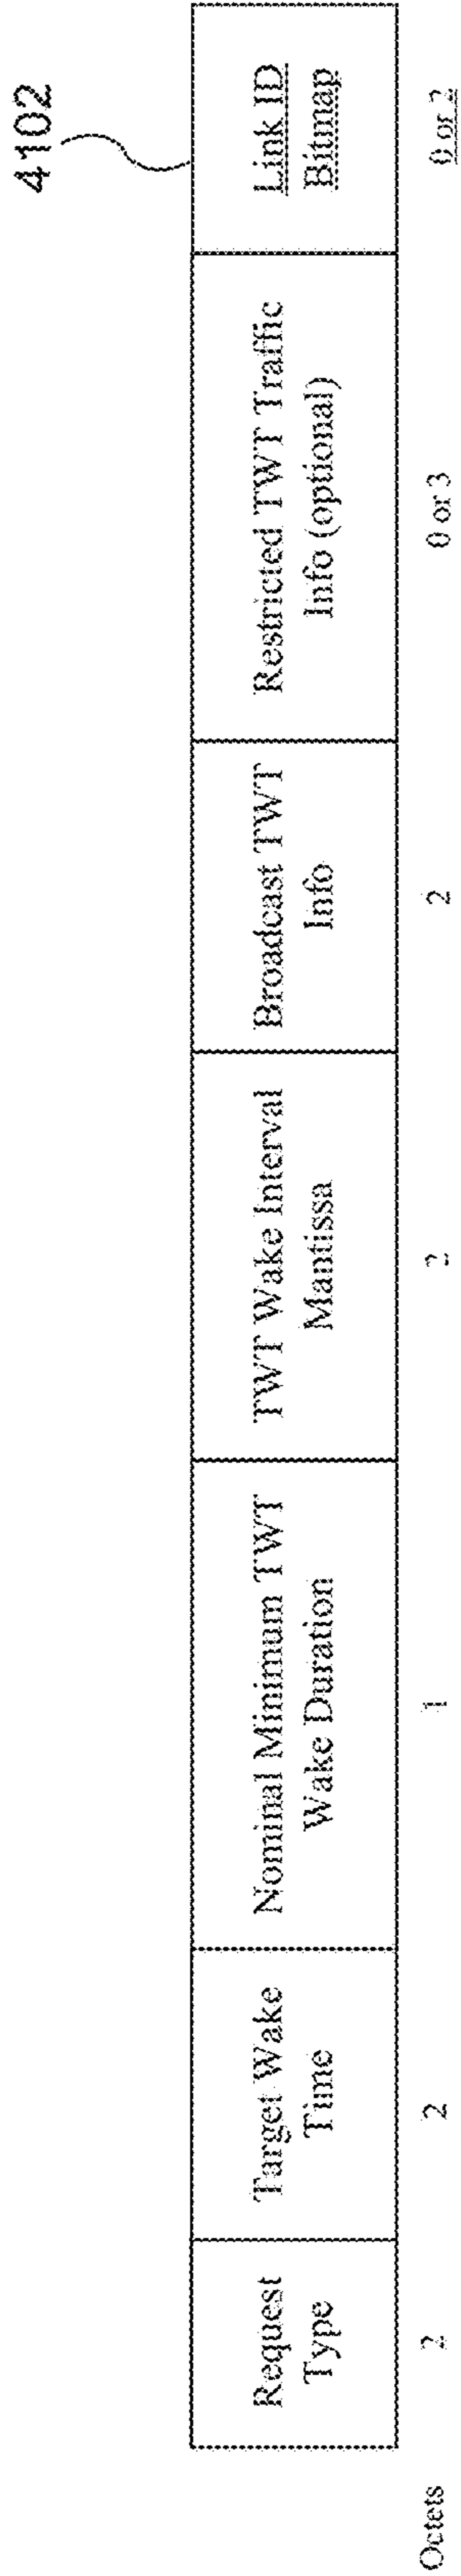 4102
Request
Type
Target Wake
Time
Nominal Minimum TWT
Wake Duration
TWT Wake Interval
Mantissa
Broadcast TWT
Info
Restricted TWT Traffic
Info (optional)
Link ID
Bitmap
Octets 2 2 1 2 2 0 or 3 0 or 2